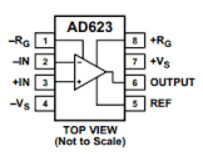 AD623
–RG 1 8 +RG
–IN 2 7 +VS
+IN 3 6 OUTPUT
–VS 4 5 REF
TOP VIEW
(Not to Scale)